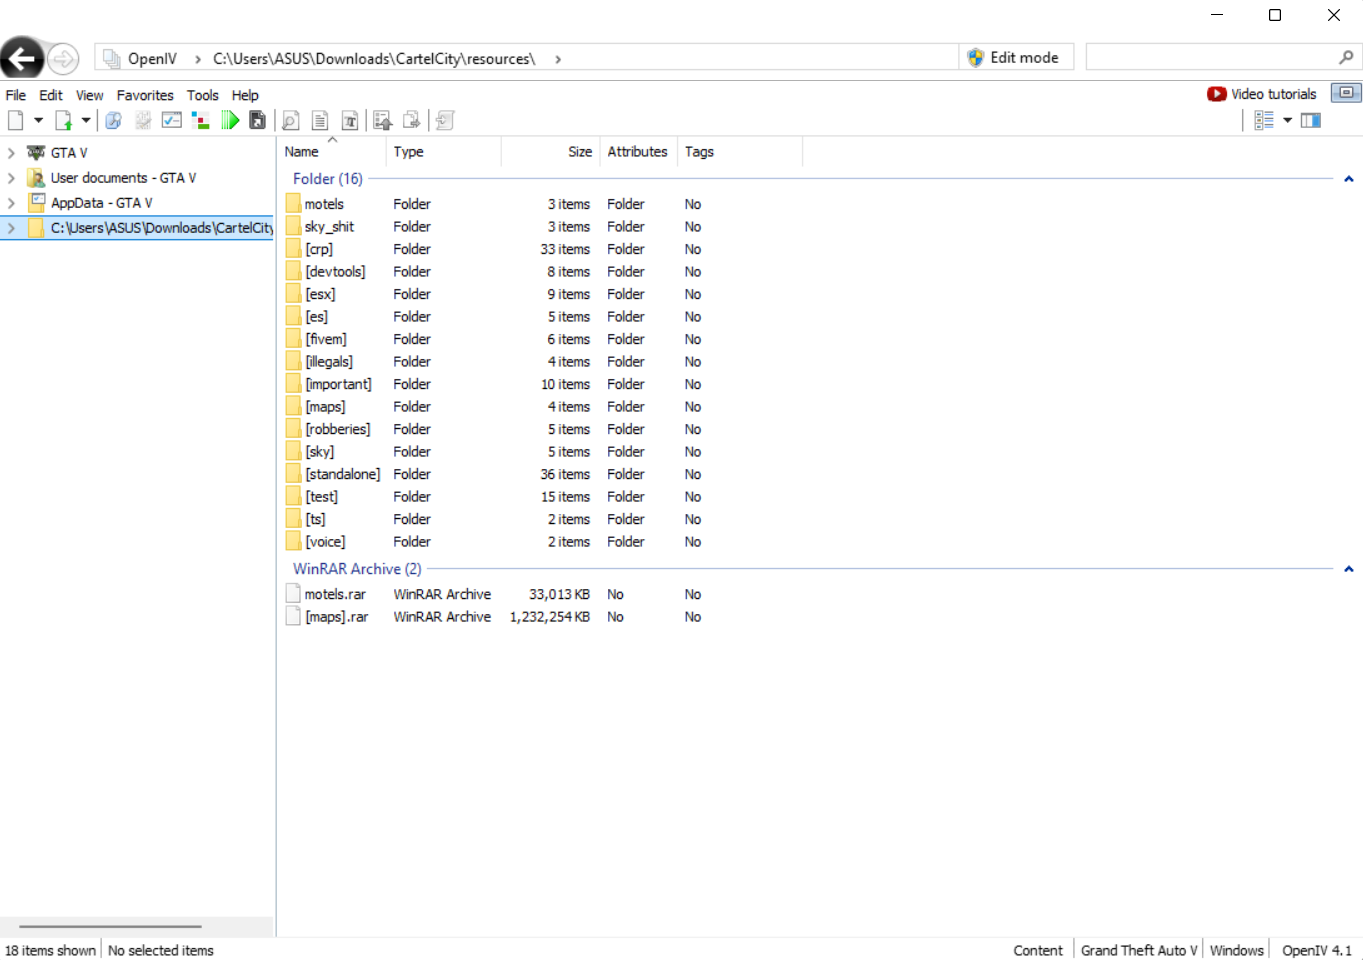 OpenIV > C:\Users\ASUS\Downloads\CartelCity\resources\ > Edit mode
File Edit View Favorites Tools Help Video tutorials
GTA V
User documents - GTA V
AppData - GTA V
C:\Users\ASUS\Downloads\CartelCity
Name Type Size Attributes Tags
Folder (16)
motels Folder 3 items Folder No
sky_shit Folder 3 items Folder No
[crp] Folder 33 items Folder No
[devtools] Folder 8 items Folder No
[esx] Folder 9 items Folder No
[es] Folder 5 items Folder No
[fivem] Folder 6 items Folder No
[illegals] Folder 4 items Folder No
[important] Folder 10 items Folder No
[maps] Folder 4 items Folder No
[robberies] Folder 5 items Folder No
[sky] Folder 5 items Folder No
[standalone] Folder 36 items Folder No
[test] Folder 15 items Folder No
[ts] Folder 2 items Folder No
[voice] Folder 2 items Folder No
WinRAR Archive (2)
motels.rar WinRAR Archive 33,013 KB No No
[maps].rar WinRAR Archive 1,232,254 KB No No
18 items shown No selected items Content Grand Theft Auto V Windows OpenIV 4.1